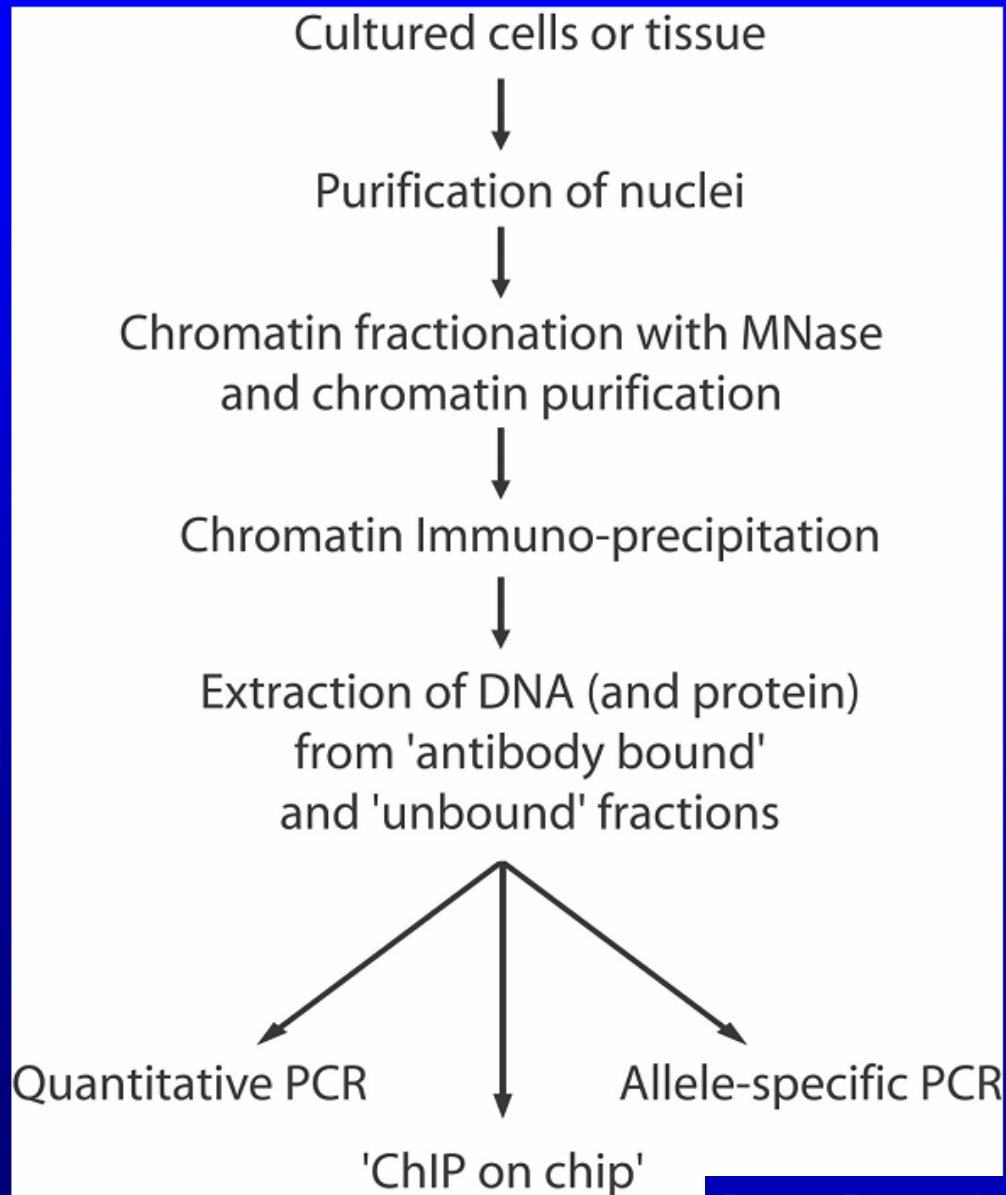 Cultured cells or tissue
Purification of nuclei
Chromatin fractionation with MNase
and chromatin purification
Chromatin Immuno-precipitation
Extraction of DNA (and protein)
from 'antibody bound'
and 'unbound' fractions
Quantitative PCR
Allele-specific PCR
'ChIP on chip'